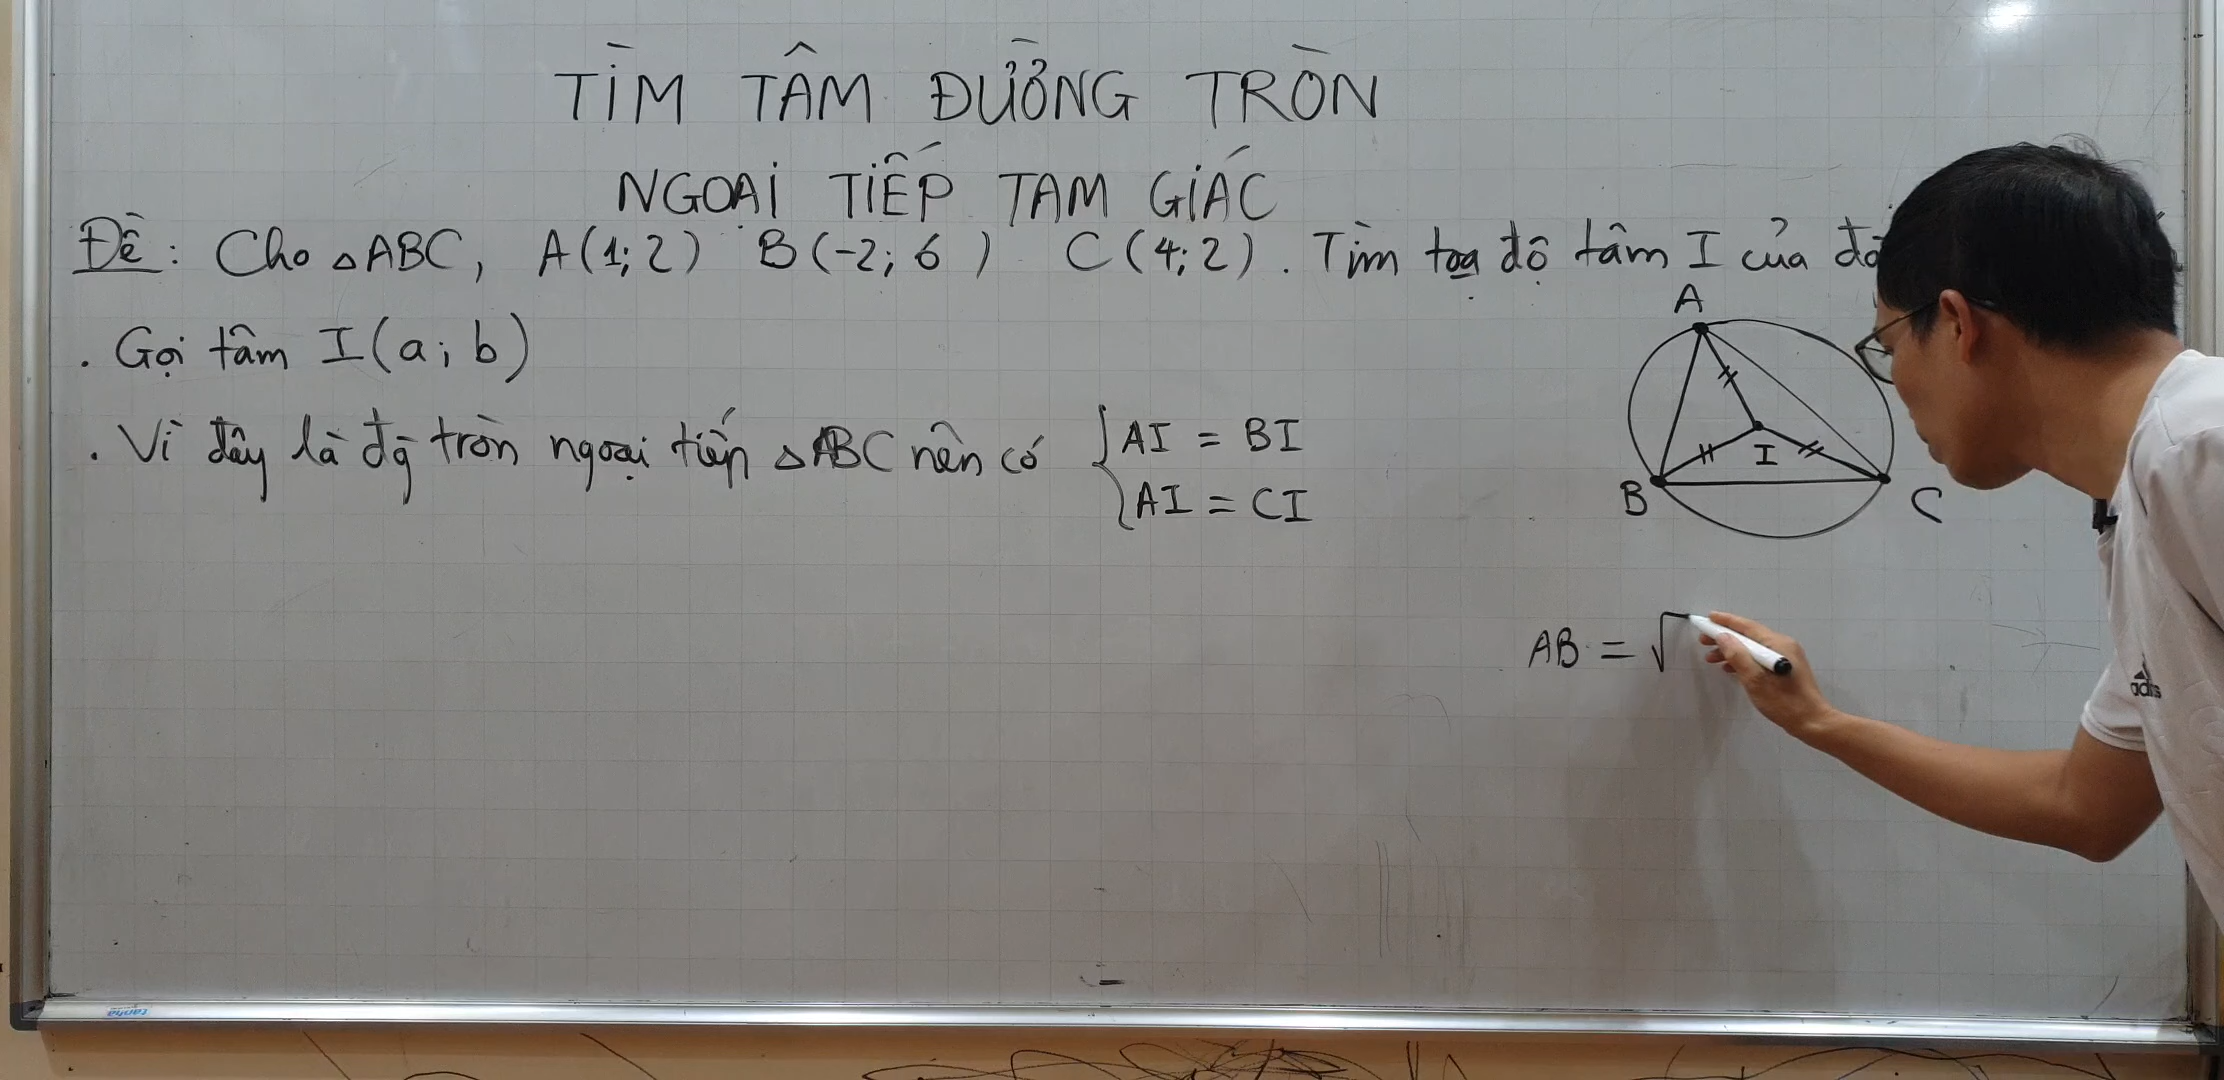 TÌM TÂM ĐƯỜNG TRÒN
NGOẠI TIẾP TAM GIÁC
Đề: Cho △ABC, A(1;2) B(-2;6) C(4;2). Tìm toạ độ tâm I của
. Gọi tâm I(a;b)
. Vì đây là đg tròn ngoại tiếp △ABC nên có { AI = BI
AI = CI
A
B
I
C
AB = √
adidas